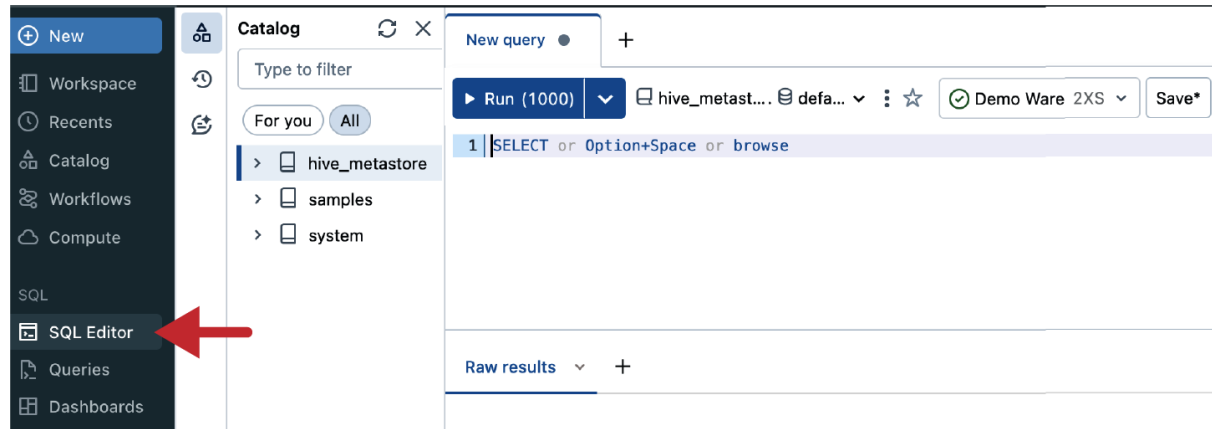 New
Workspace
Recents
Catalog
Workflows
Compute
SQL
SQL Editor
Queries
Dashboards
Catalog
Type to filter
For you All
hive_metastore
samples
system
New query
Run (1000) hive_metast... defa... Demo Ware 2XS Save*
1 SELECT or Option+Space or browse
Raw results